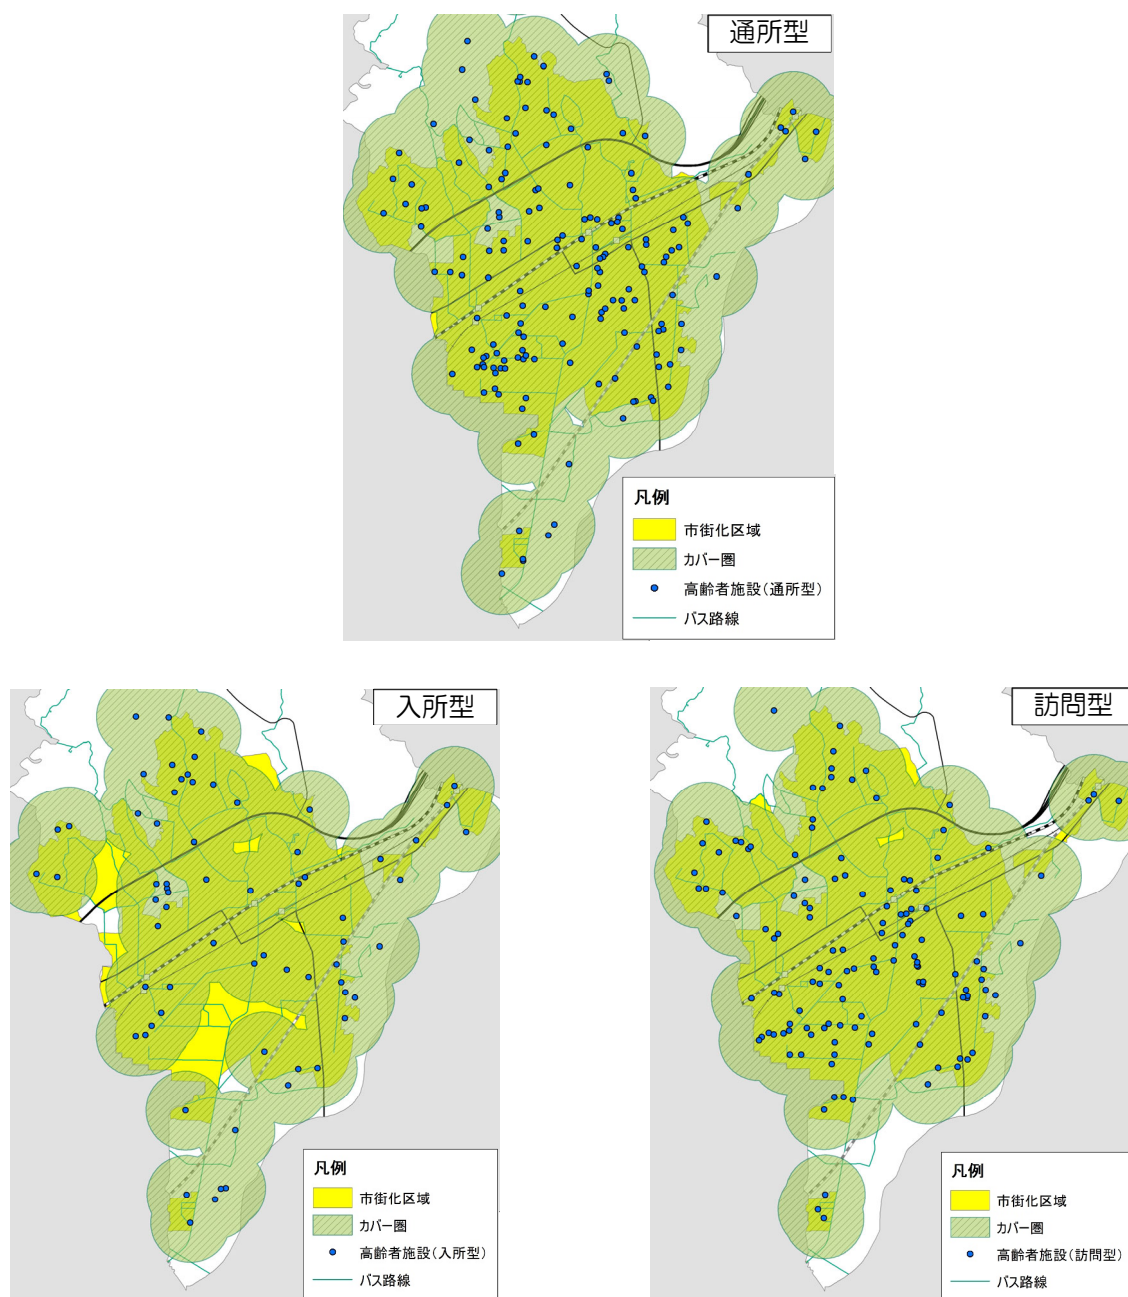 通所型
凡例
市街化区域
カバー圏
高齢者施設(通所型)
バス路線
入所型
凡例
市街化区域
カバー圏
高齢者施設(入所型)
バス路線
訪問型
凡例
市街化区域
カバー圏
高齢者施設(訪問型)
バス路線